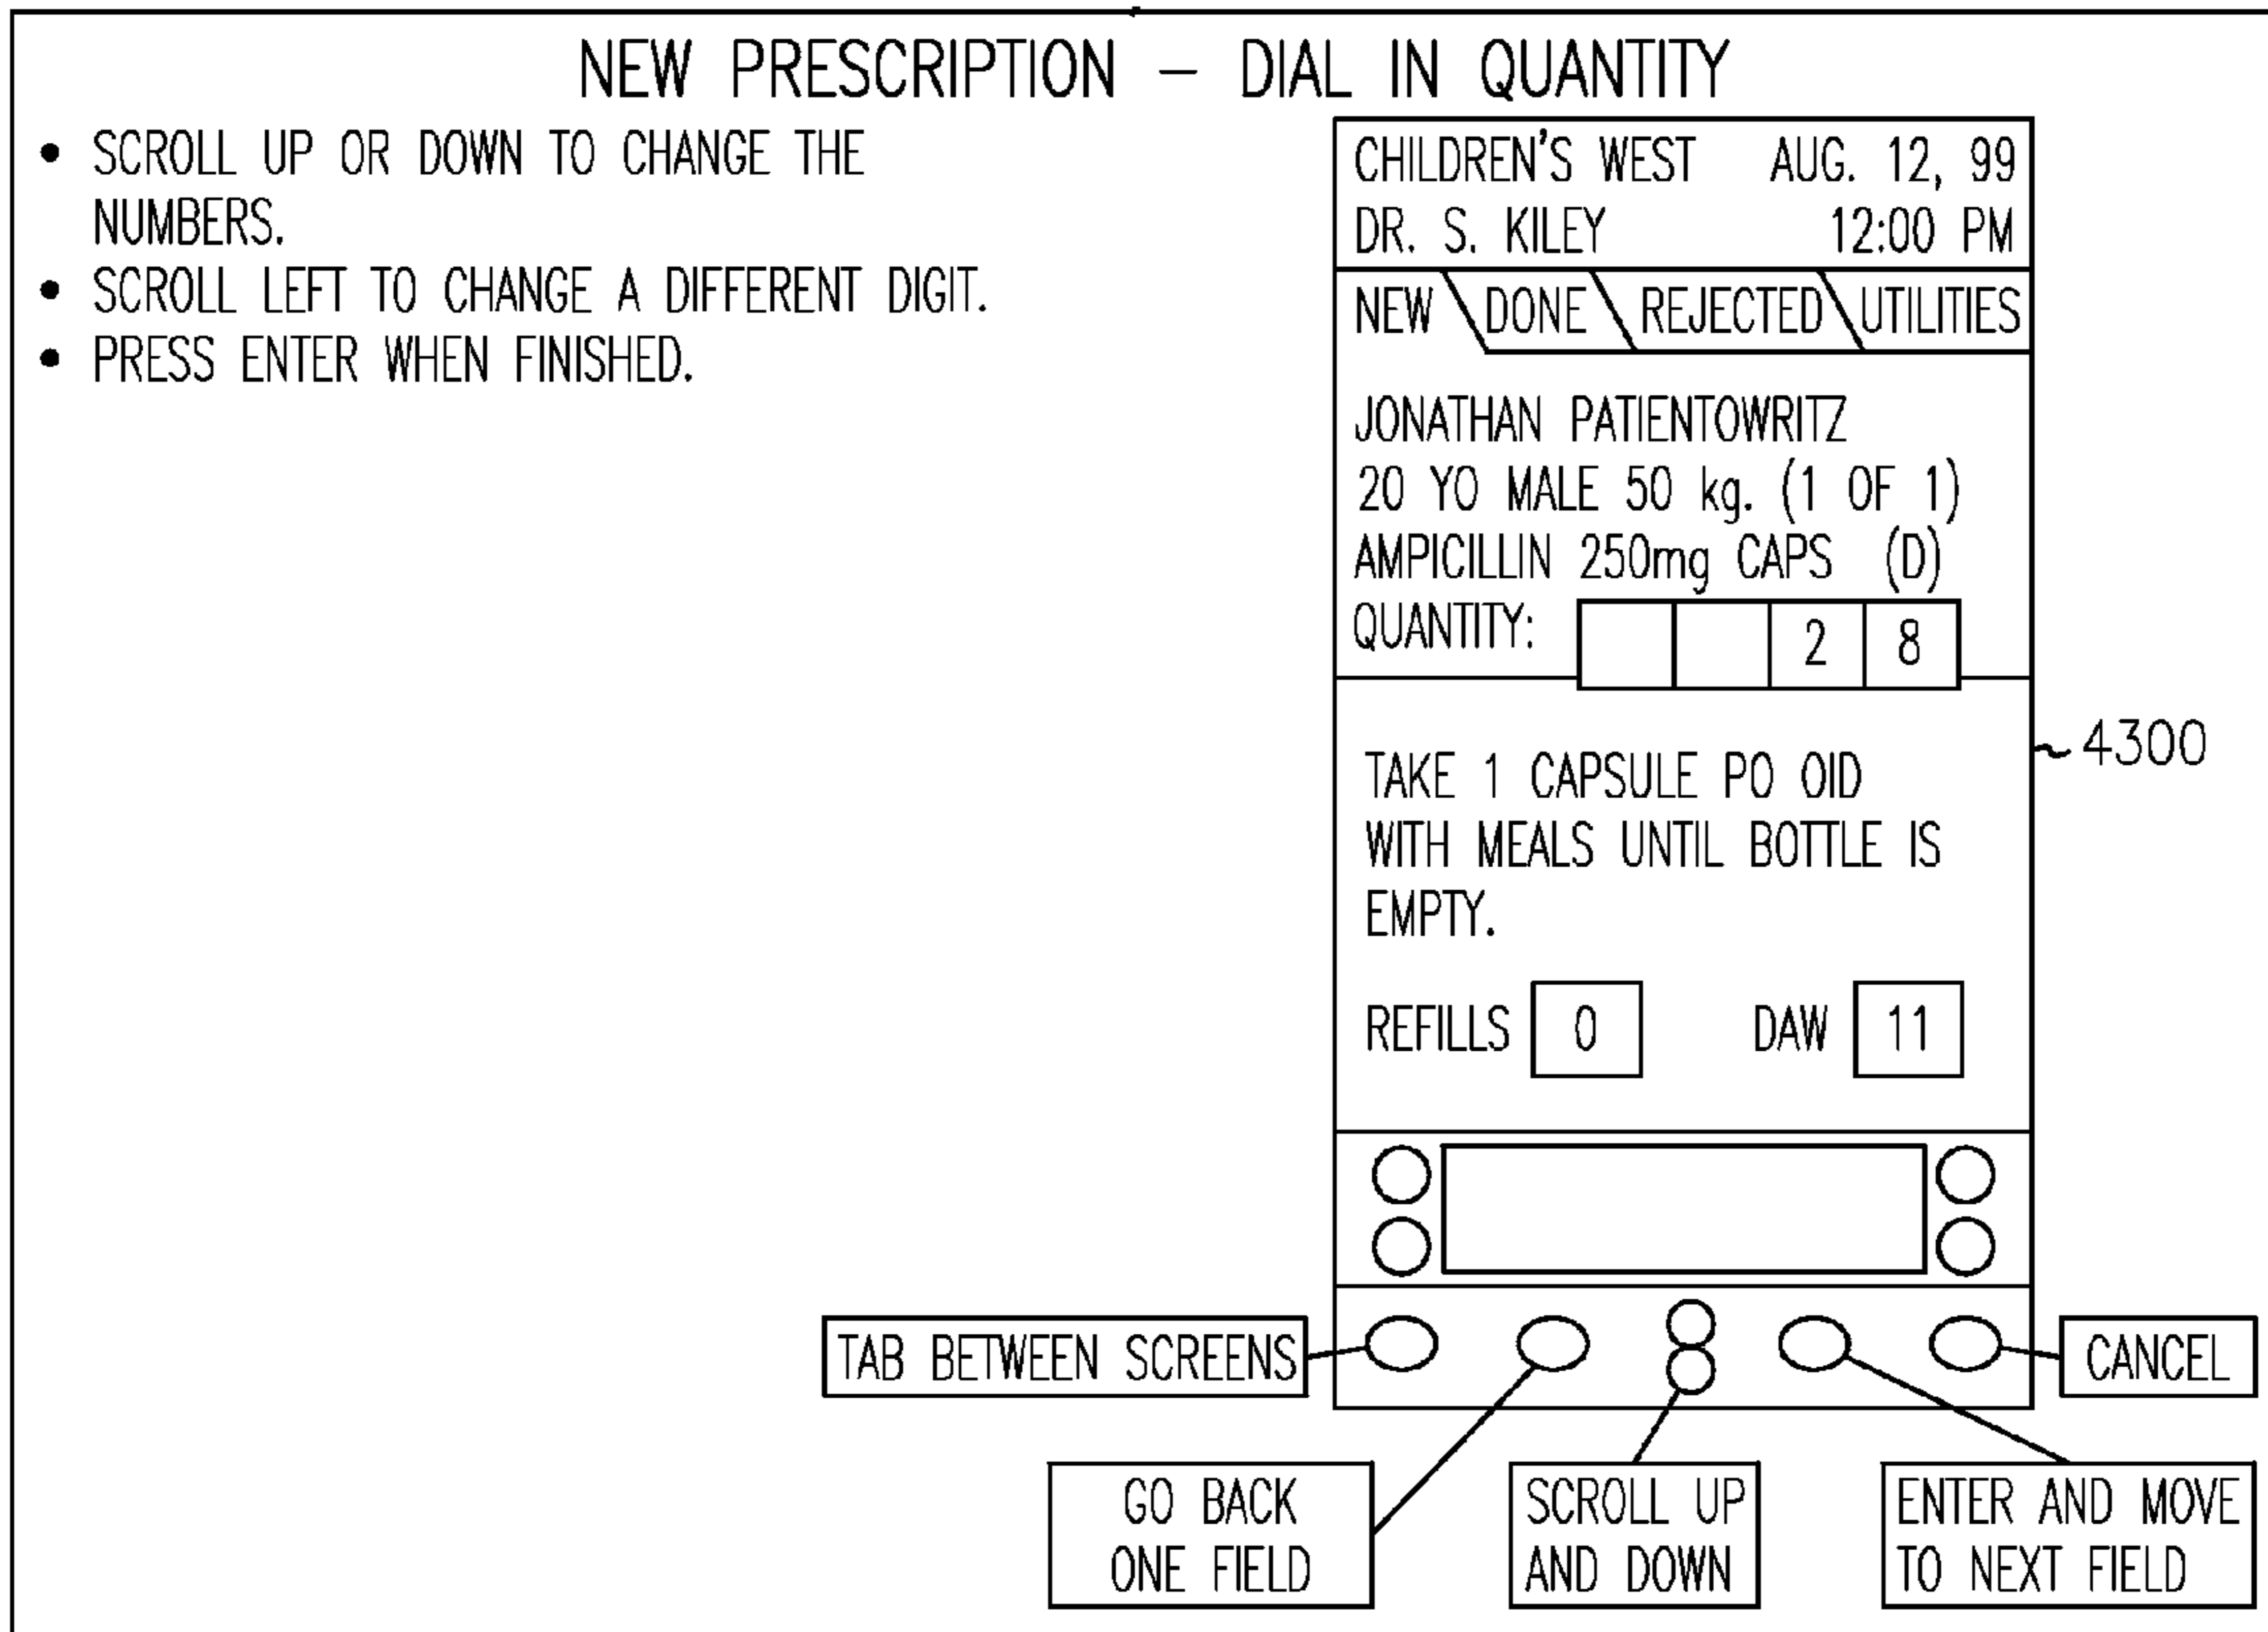 NEW PRESCRIPTION – DIAL IN QUANTITY
• SCROLL UP OR DOWN TO CHANGE THE
NUMBERS.
• SCROLL LEFT TO CHANGE A DIFFERENT DIGIT.
• PRESS ENTER WHEN FINISHED.
CHILDREN'S WEST AUG. 12, 99
DR. S. KILEY 12:00 PM
NEW DONE REJECTED UTILITIES
JONATHAN PATIENTOWRITZ
20 YO MALE 50 kg. (1 OF 1)
AMPICILLIN 250mg CAPS (D)
QUANTITY: 2 8
4300
TAKE 1 CAPSULE PO OID
WITH MEALS UNTIL BOTTLE IS
EMPTY.
REFILLS 0 DAW 11
TAB BETWEEN SCREENS
CANCEL
GO BACK
ONE FIELD
SCROLL UP
AND DOWN
ENTER AND MOVE
TO NEXT FIELD